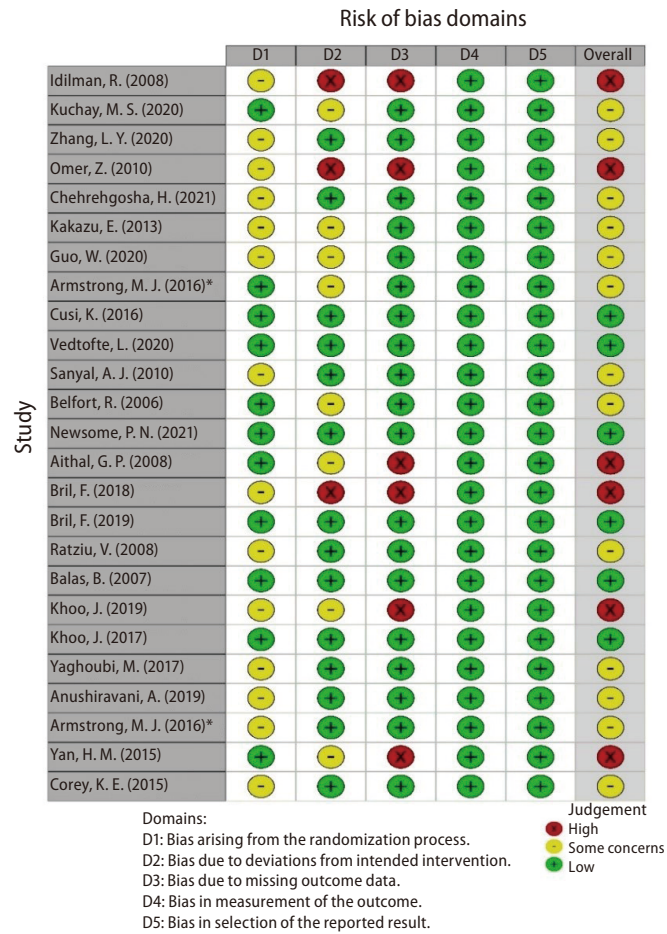 Risk of bias domains
D1 D2 D3 D4 D5 Overall
Study
Idilman, R. (2008) - X X + + X
Kuchay, M. S. (2020) + - + + + -
Zhang, L. Y. (2020) - + + + + -
Omer, Z. (2010) - X X + + X
Chehrehgosha, H. (2021) - + + + + -
Kakazu, E. (2013) - - + + + -
Guo, W. (2020) - - + + + -
Armstrong, M. J. (2016)* + - + + + -
Cusi, K. (2016) + + + + + +
Vedtofte, L. (2020) + + + + + +
Sanyal, A. J. (2010) - + + + + -
Belfort, R. (2006) + - + + + -
Newsome, P. N. (2021) + + + + + +
Aithal, G. P. (2008) + - X + + X
Bril, F. (2018) - X X + + X
Bril, F. (2019) + + + + + +
Ratziu, V. (2008) - + + + + -
Balas, B. (2007) + + + + + +
Khoo, J. (2019) - - X + + X
Khoo, J. (2017) + + + + + +
Yaghoubi, M. (2017) - + + + + -
Anushiravani, A. (2019) - + + + + -
Armstrong, M. J. (2016)* - + + + + -
Yan, H. M. (2015) + - X + + X
Corey, K. E. (2015) - + + + + -
Domains:
D1: Bias arising from the randomization process.
D2: Bias due to deviations from intended intervention.
D3: Bias due to missing outcome data.
D4: Bias in measurement of the outcome.
D5: Bias in selection of the reported result.
Judgement
X High
- Some concerns
+ Low